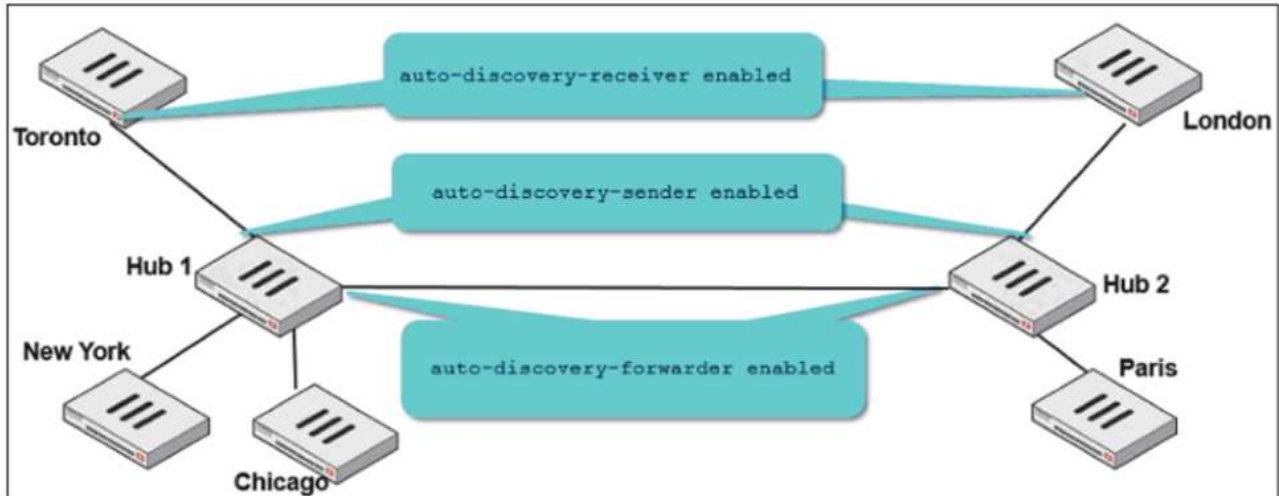 auto-discovery-receiver enabled
Toronto
London
auto-discovery-sender enabled
Hub 1
Hub 2
New York
auto-discovery-forwarder enabled
Paris
Chicago